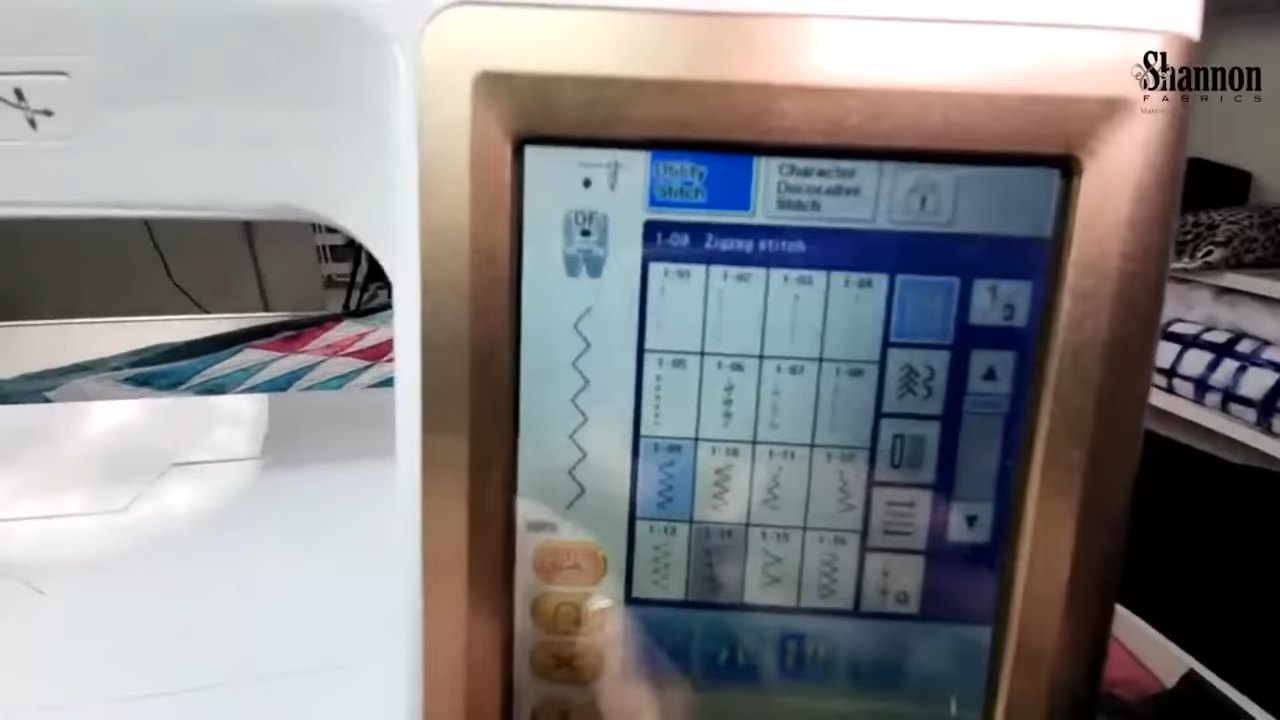 Shannon
FABRICS
Utility
Stitch
Character
Decorative
Stitch
DF
Zigzag stitch
1-01 1-02 1-03 1-04
1-05 1-06 1-07 1-08
1-09 1-10 1-11 1-12
1-13 1-14 1-15 1-16